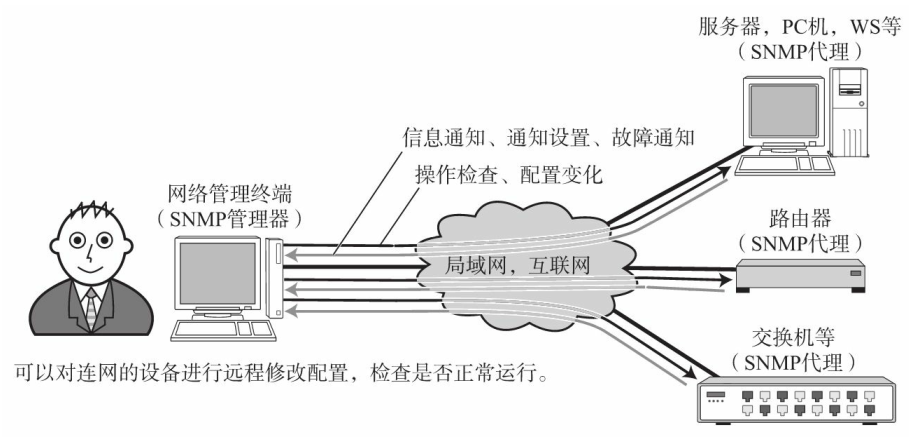 服务器，PC机，WS等
（SNMP代理）
信息通知、通知设置、故障通知
操作检查、配置变化
网络管理终端
（SNMP管理器）
路由器
（SNMP代理）
局域网，互联网
交换机等
（SNMP代理）
可以对连网的设备进行远程修改配置，检查是否正常运行。